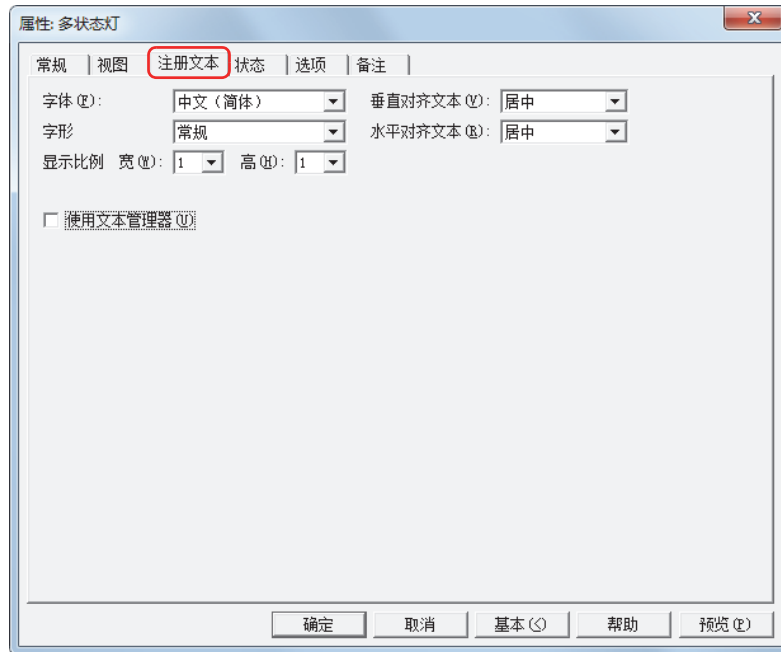 属性: 多状态灯
常规 视图 注册文本 状态 选项 备注
字体(F): 中文（简体） 垂直对齐文本(V): 居中
字形 常规 水平对齐文本(R): 居中
显示比例 宽(W): 1 高(H): 1
使用文本管理器(U)
确定 取消 基本(<) 帮助 预览(P)